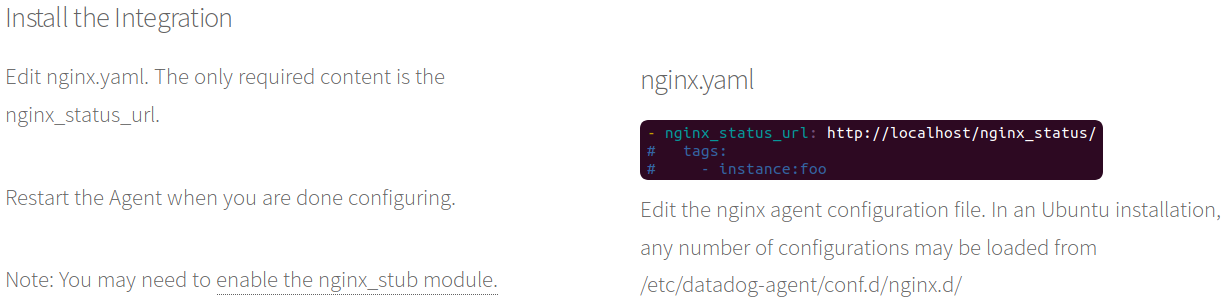 Install the Integration
Edit nginx.yaml. The only required content is the
nginx_status_url.
Restart the Agent when you are done configuring.
Note: You may need to enable the nginx_stub module.
nginx.yaml
- nginx_status_url: http://localhost/nginx_status/
#   tags:
#     - instance:foo
Edit the nginx agent configuration file. In an Ubuntu installation,
any number of configurations may be loaded from
/etc/datadog-agent/conf.d/nginx.d/